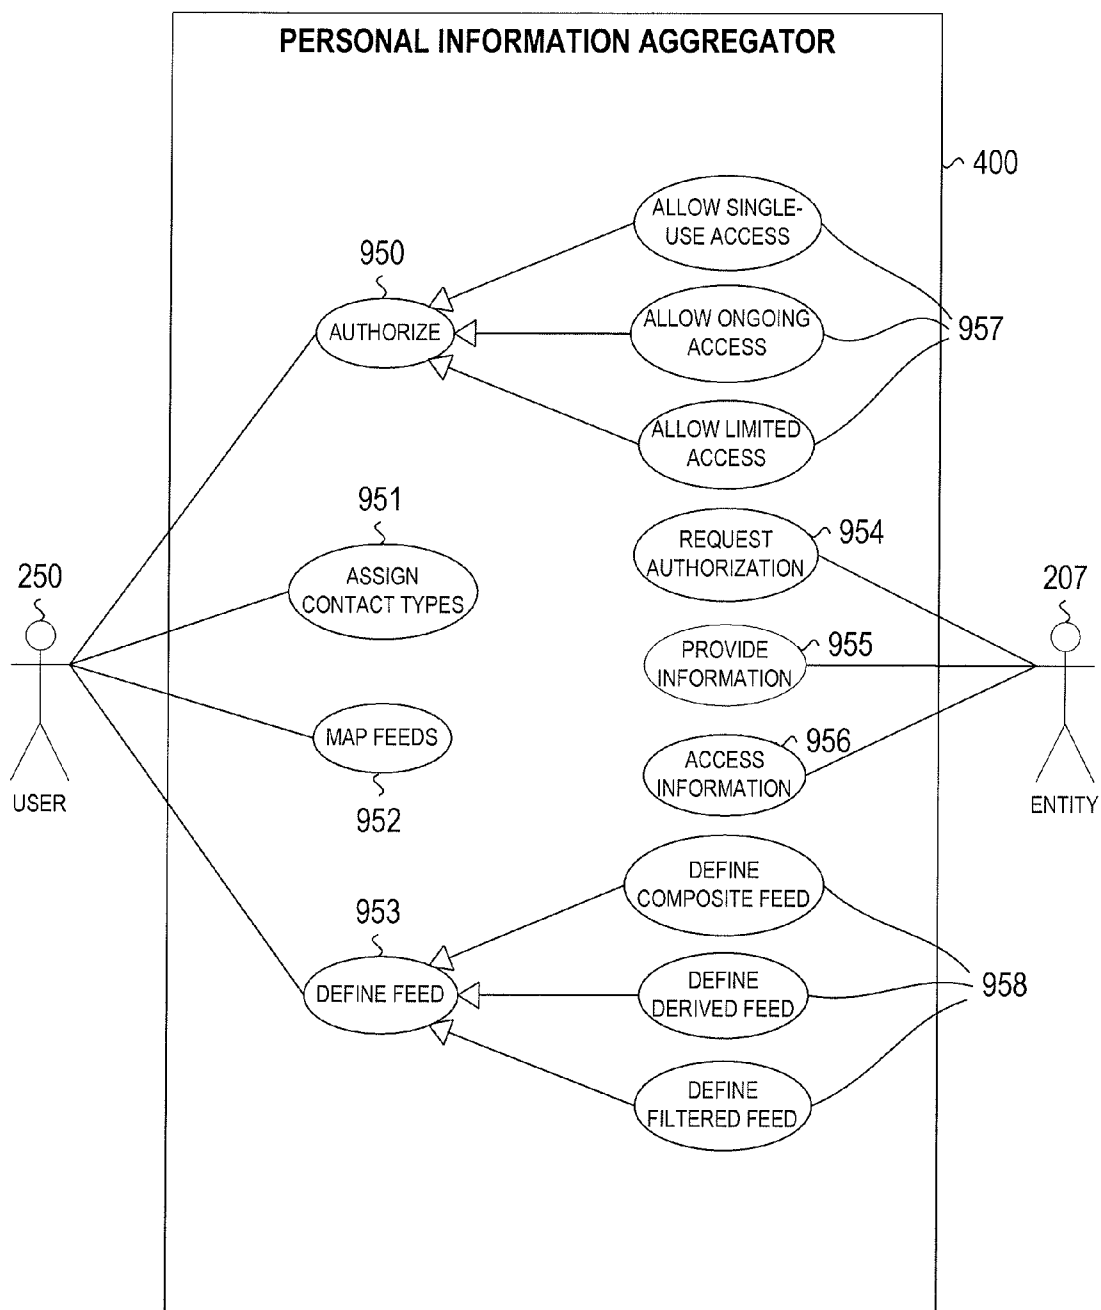 PERSONAL INFORMATION AGGREGATOR
400
ALLOW SINGLE-
USE ACCESS
950
AUTHORIZE
ALLOW ONGOING
ACCESS
957
ALLOW LIMITED
ACCESS
951
ASSIGN
CONTACT TYPES
REQUEST
AUTHORIZATION
954
250
USER
207
ENTITY
PROVIDE
INFORMATION
955
MAP FEEDS
952
ACCESS
INFORMATION
956
DEFINE
COMPOSITE FEED
953
DEFINE FEED
DEFINE
DERIVED FEED
958
DEFINE
FILTERED FEED